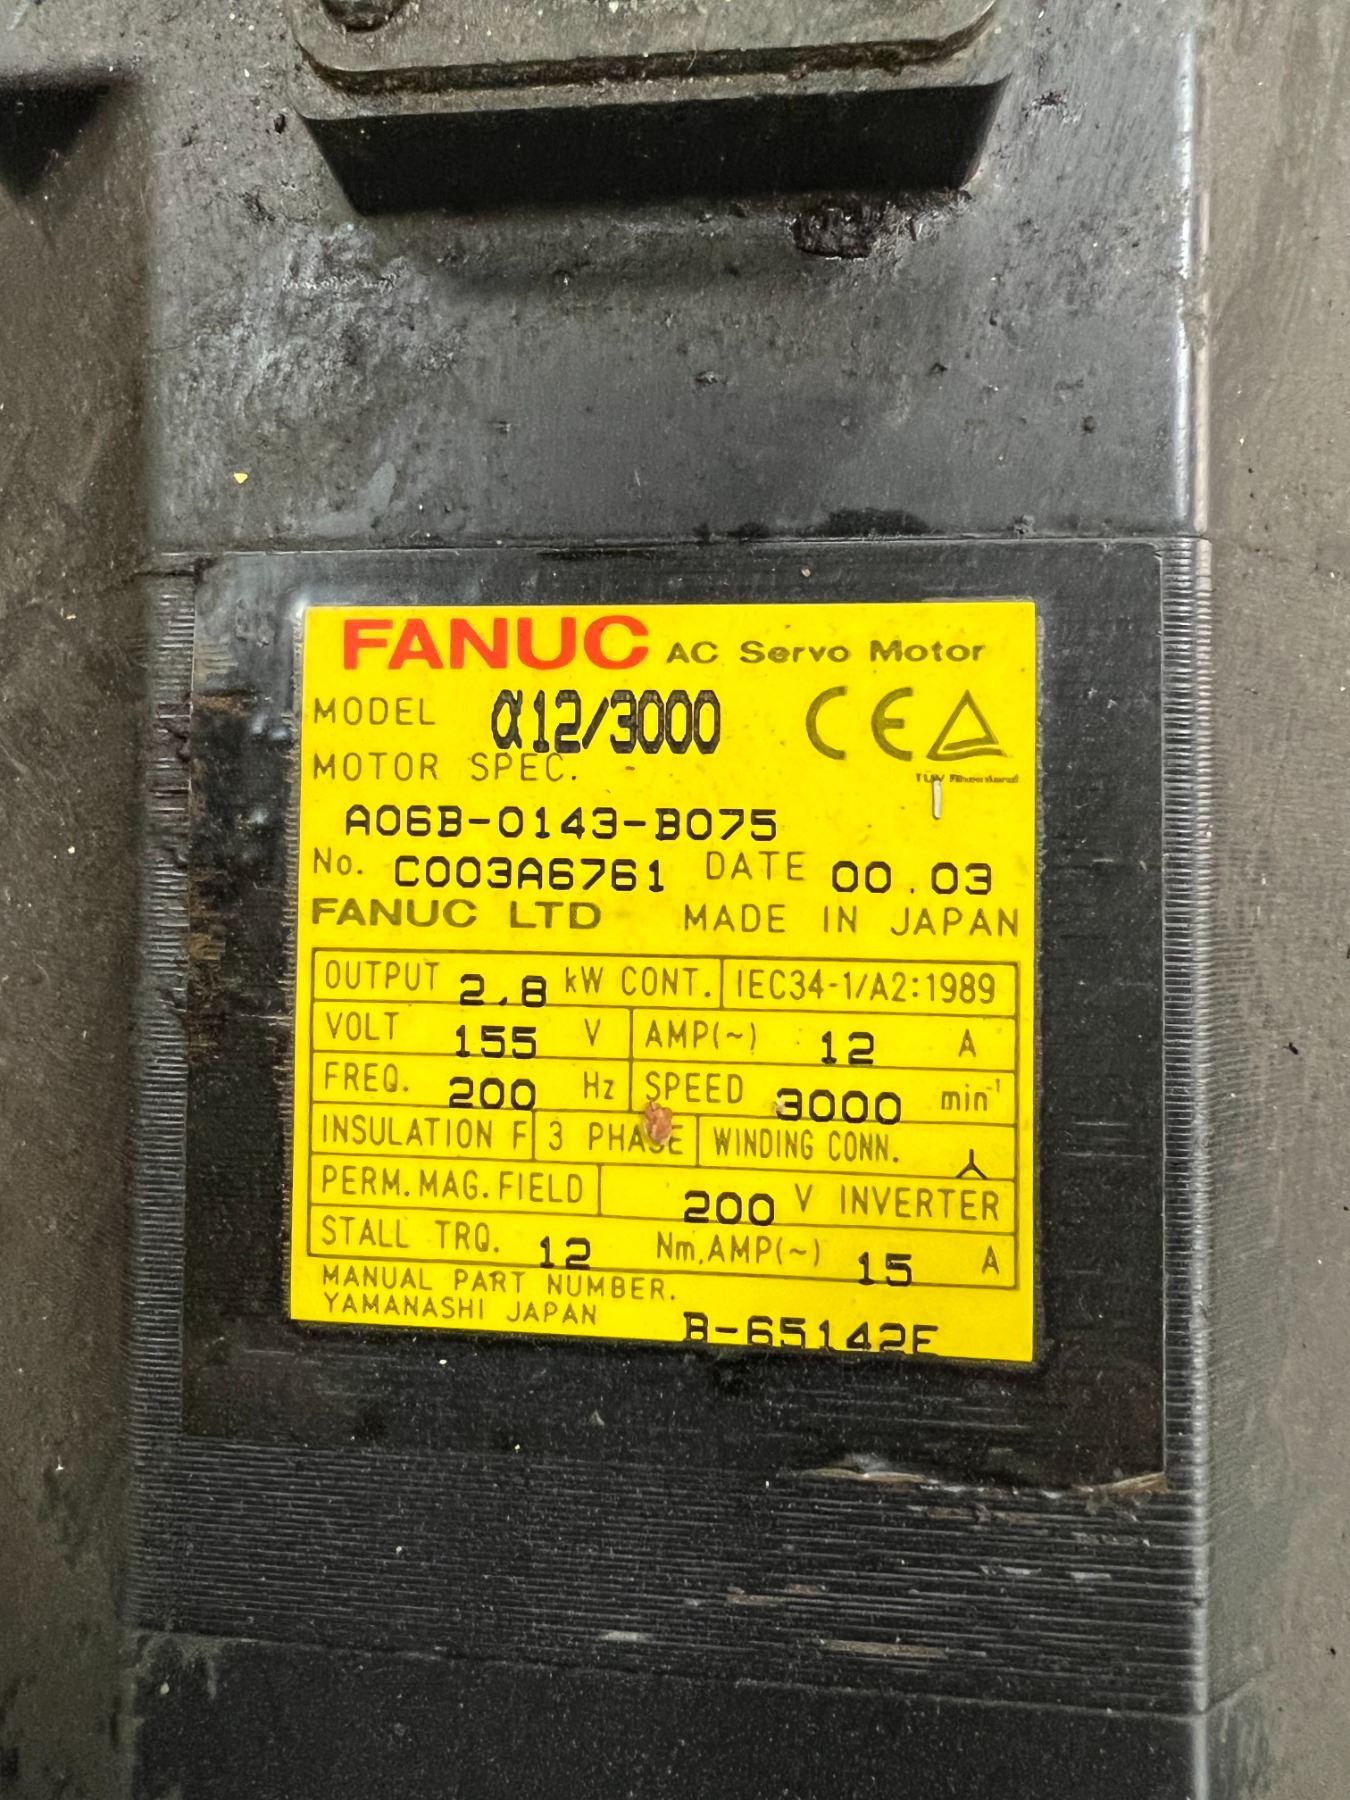 FANUC AC Servo Motor
MODEL α12/3000 CE
MOTOR SPEC.
TÜV Rheinland
A06B-0143-B075
No. C003A6761 DATE 00.03
FANUC LTD MADE IN JAPAN
OUTPUT 2.8 kW CONT. IEC34-1/A2:1989
VOLT 155 V AMP(~) 12 A
FREQ. 200 Hz SPEED 3000 min⁻¹
INSULATION F 3 PHASE WINDING CONN.
PERM.MAG.FIELD 200 V INVERTER
STALL TRQ. 12 Nm,AMP(~) 15 A
MANUAL PART NUMBER.
YAMANASHI JAPAN B-65142E